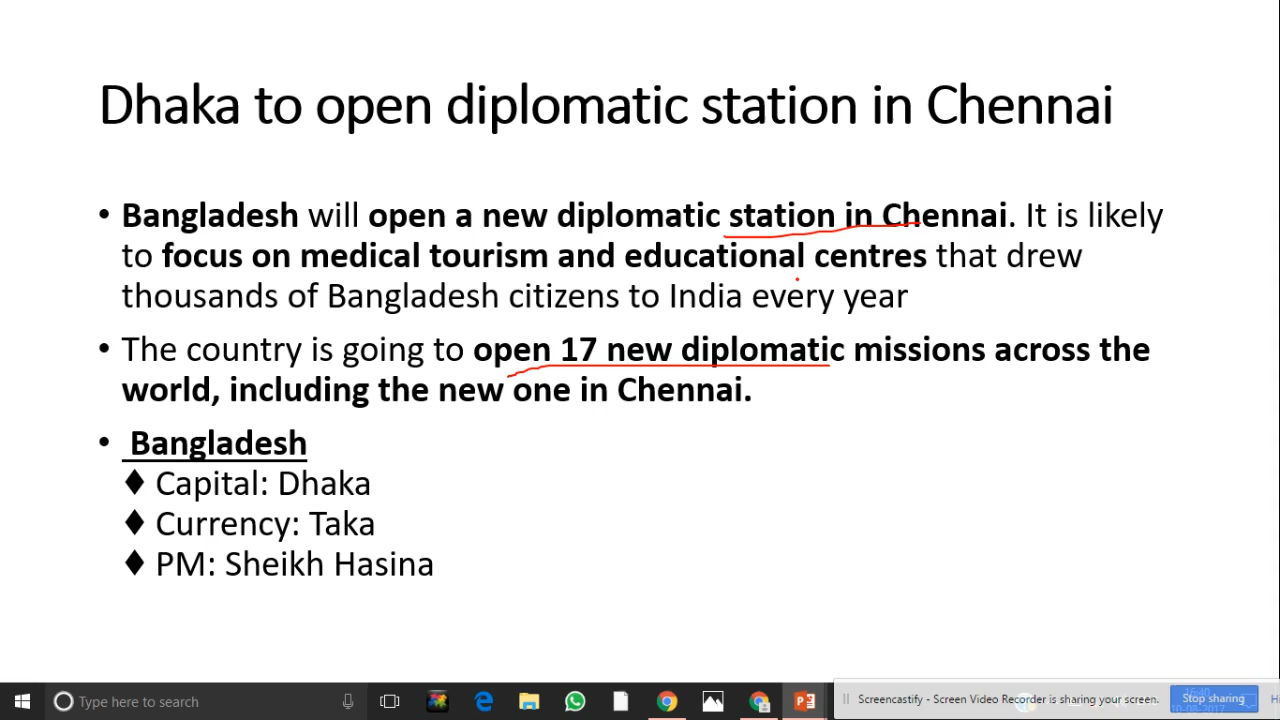 Dhaka to open diplomatic station in Chennai
• Bangladesh will open a new diplomatic station in Chennai. It is likely
to focus on medical tourism and educational centres that drew
thousands of Bangladesh citizens to India every year
• The country is going to open 17 new diplomatic missions across the
world, including the new one in Chennai.
• Bangladesh
♦ Capital: Dhaka
♦ Currency: Taka
♦ PM: Sheikh Hasina
Type here to search
Screencastify - Screen Video Recorder is sharing your screen.
Stop sharing